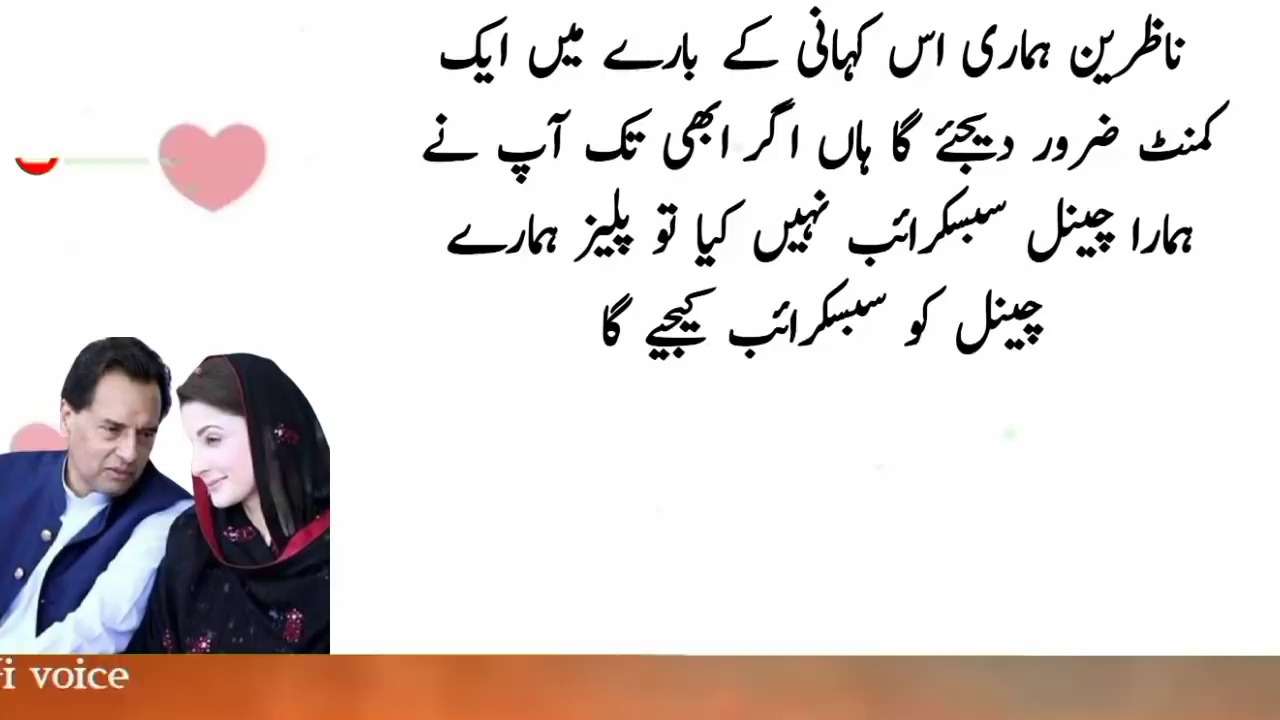 ناظرین ہماری اس کہانی کے بارے میں ایک
کمنٹ ضرور دیجئے گا ہاں اگر ابھی تک آپ نے
ہمارا چینل سبسکرائب نہیں کیا تو پلیز ہمارے
چینل کو سبسکرائب کیجیے گا
voice